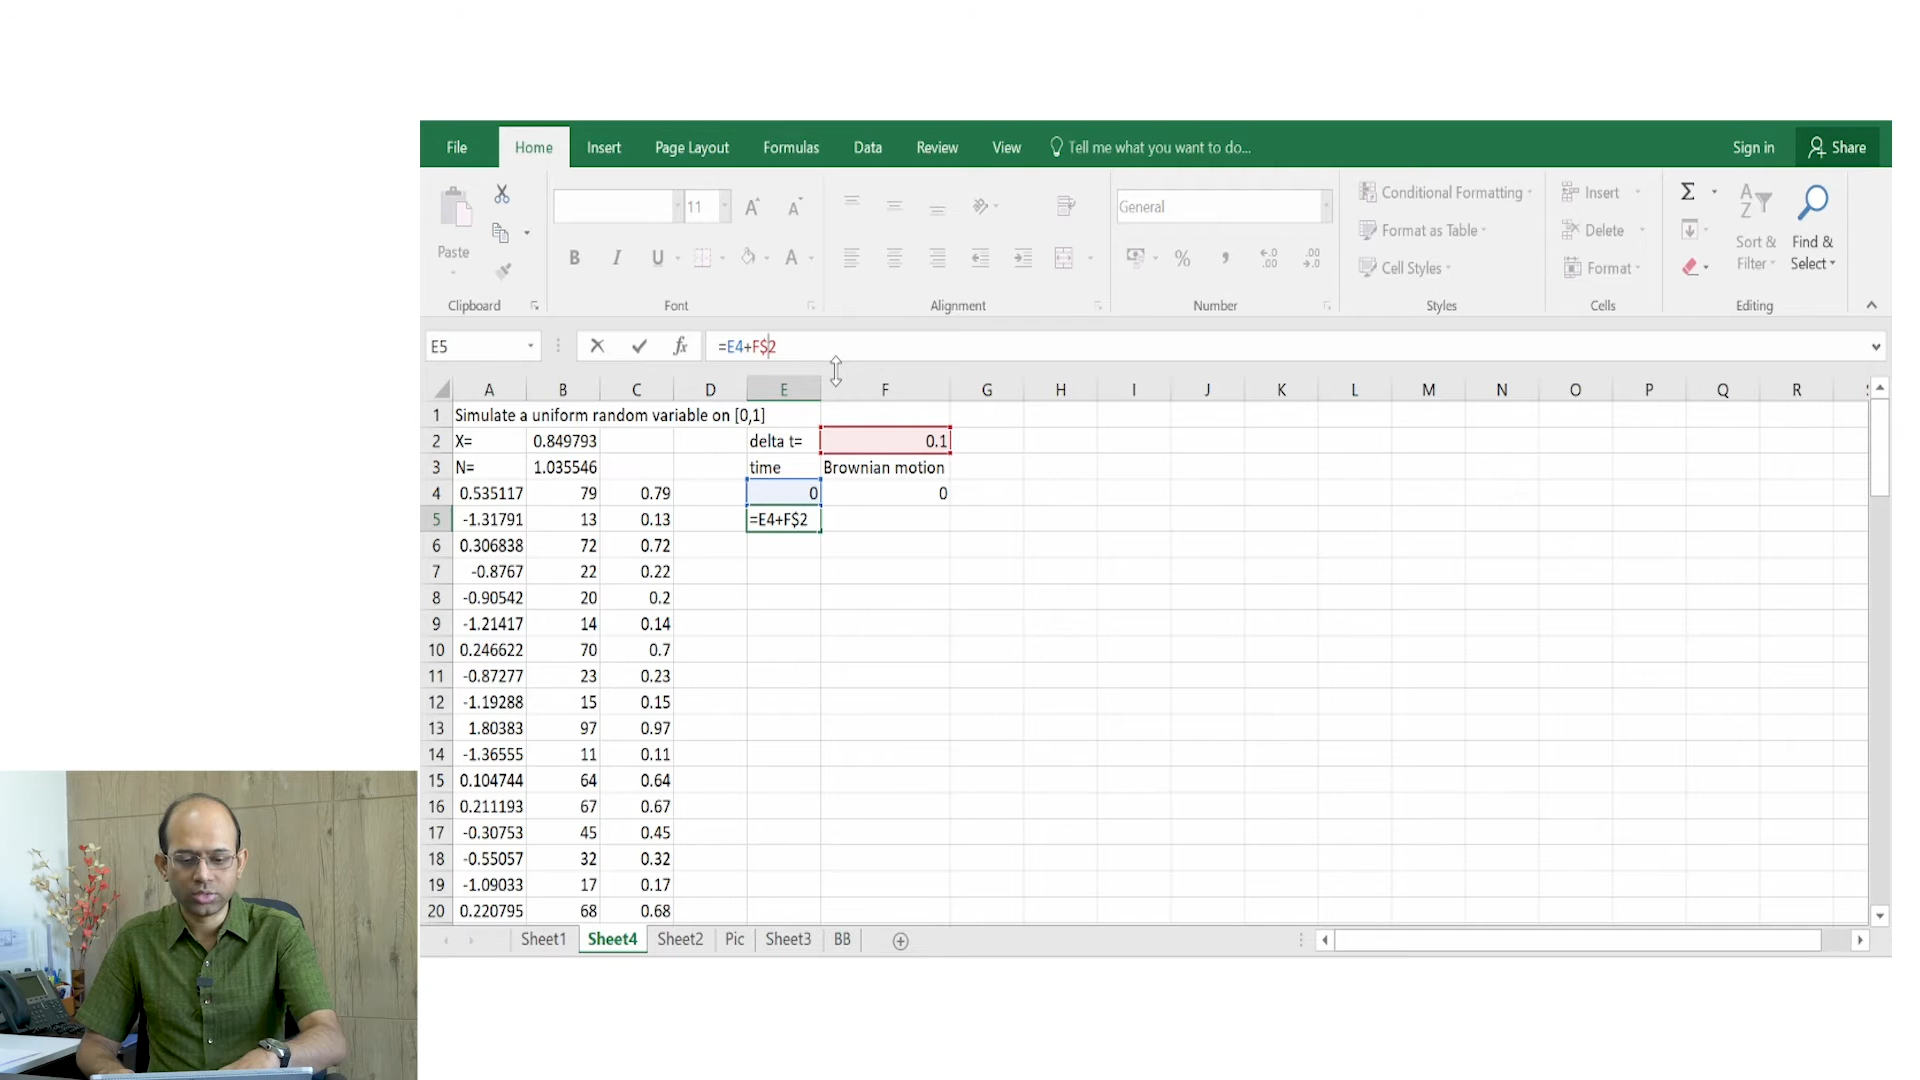 File Home Insert Page Layout Formulas Data Review View Tell me what you want to do... Sign in Share
Paste
Clipboard
11
B I U
Font
Alignment
General
Number
Conditional Formatting
Format as Table
Cell Styles
Styles
Insert
Delete
Format
Cells
Sort & Filter
Find & Select
Editing
E5 fx =E4+F$2
A B C D E F G H I J K L M N O P Q R
1 Simulate a uniform random variable on [0,1]
2 X= 0.849793 delta t= 0.1
3 N= 1.035546 time Brownian motion
4 0.535117 79 0.79 0 0
5 -1.31791 13 0.13 =E4+F$2
6 0.306838 72 0.72
7 -0.8767 22 0.22
8 -0.90542 20 0.2
9 -1.21417 14 0.14
10 0.246622 70 0.7
11 -0.87277 23 0.23
12 -1.19288 15 0.15
13 1.80383 97 0.97
14 -1.36555 11 0.11
15 0.104744 64 0.64
16 0.211193 67 0.67
17 -0.30753 45 0.45
18 -0.55057 32 0.32
19 -1.09033 17 0.17
20 0.220795 68 0.68
Sheet1 Sheet4 Sheet2 Pic Sheet3 BB